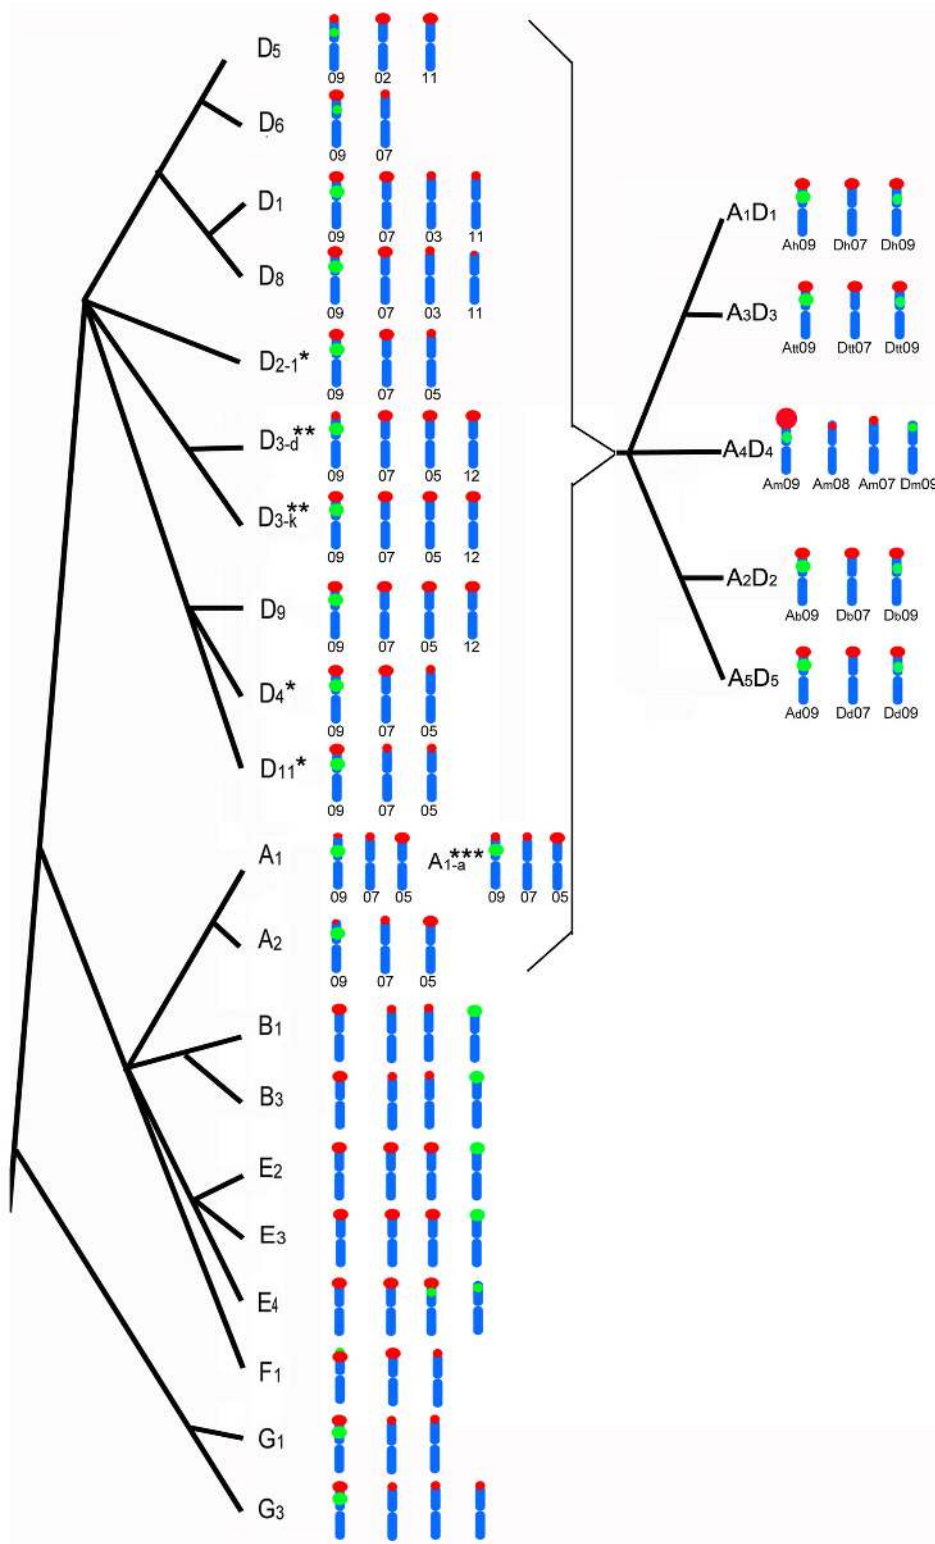 D5
09 02 11
D6
09 07
D1
09 07 03 11
D8
09 07 03 11
D2-1*
09 07 05
D3-d**
09 07 05 12
D3-k**
09 07 05 12
D9
09 07 05 12
D4*
09 07 05
D11*
09 07 05
A1
09 07 05
A1-a***
09 07 05
A2
09 07 05
B1
B3
E2
E3
E4
F1
G1
G3
A1D1
Ah09 Dh07 Dh09
A3D3
Att09 Dtt07 Dtt09
A4D4
Am09 Am08 Am07 Dm09
A2D2
Ab09 Db07 Db09
A5D5
Ad09 Dd07 Dd09